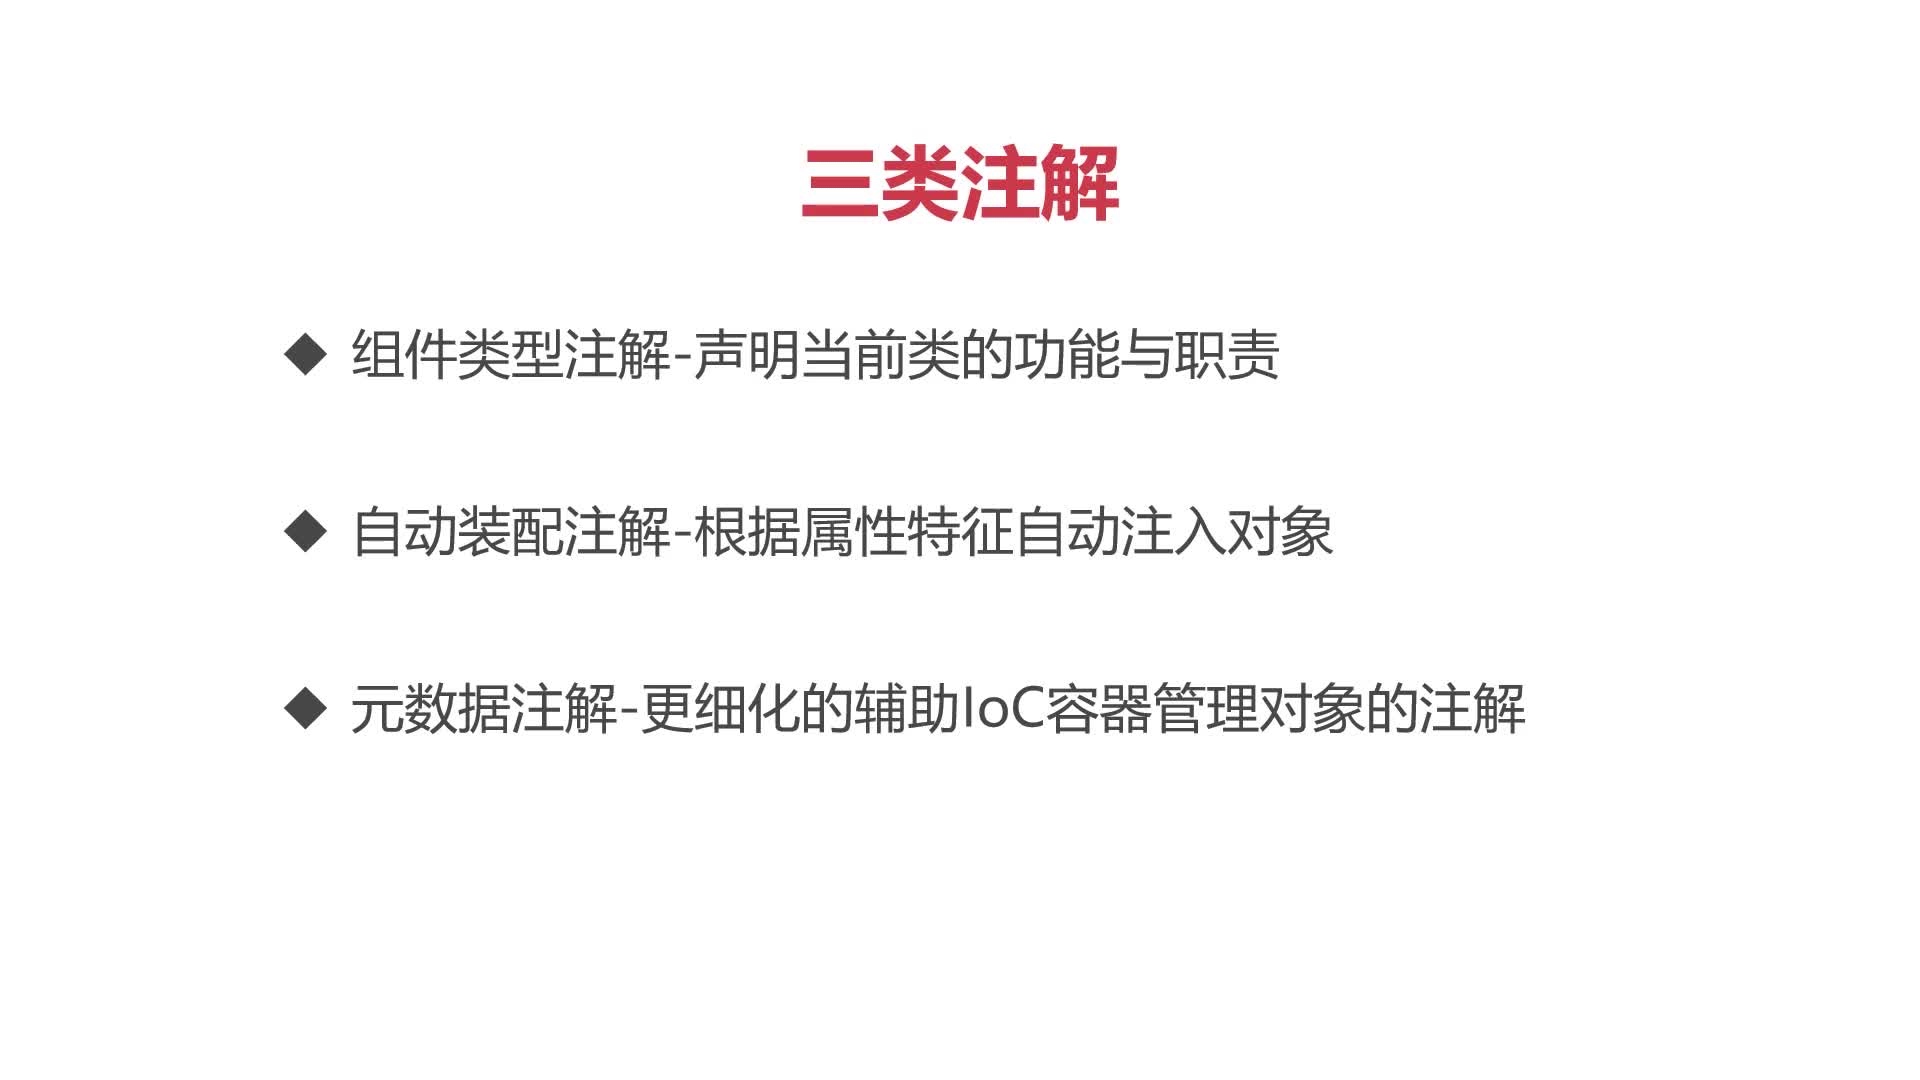 三类注解
◆ 组件类型注解-声明当前类的功能与职责
◆ 自动装配注解-根据属性特征自动注入对象
◆ 元数据注解-更细化的辅助IoC容器管理对象的注解